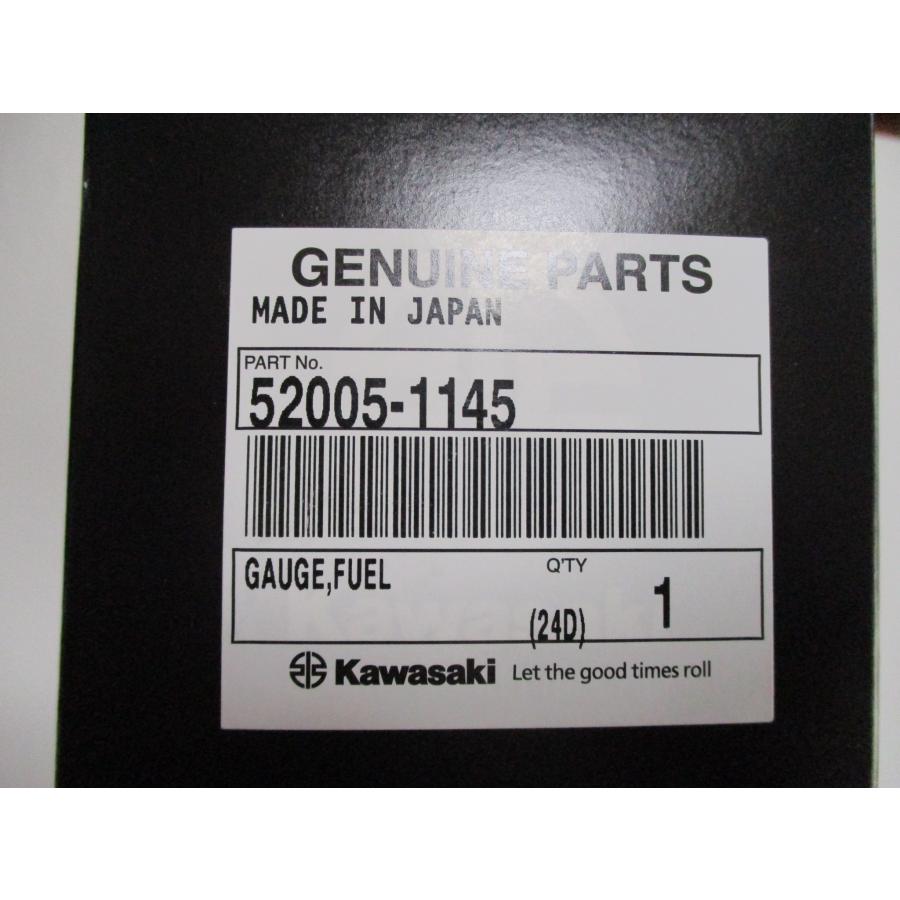 GENUINE PARTS
MADE IN JAPAN
PART No.
52005-1145
GAUGE,FUEL
Q'TY
(24D)
1
Kawasaki Let the good times roll